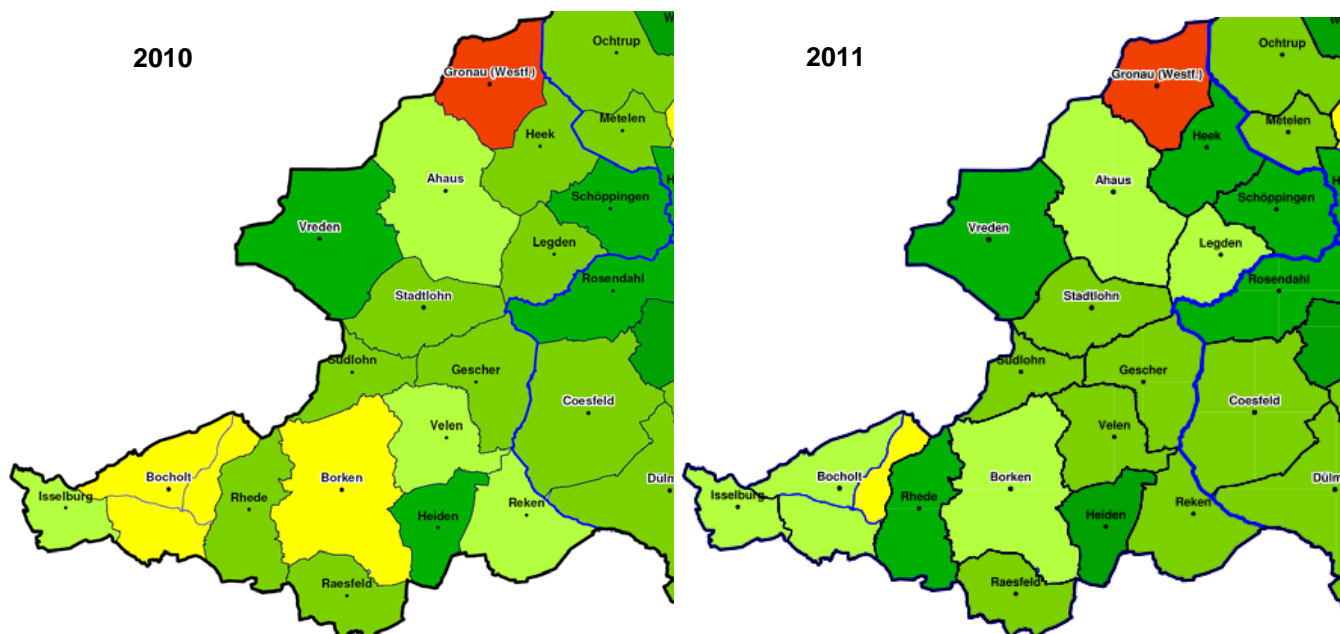 2010
Ochtrup
Gronau (Westf.)
Metelen
Heek
Ahaus
Schöppingen
Vreden
Legden
Rosendahl
Stadtlohn
Südlohn
Gescher
Coesfeld
Velen
Bocholt
Borken
Isselburg
Rhede
Reken
Heiden
Raesfeld
2011
Ochtrup
Gronau (Westf.)
Metelen
Heek
Ahaus
Schöppingen
Vreden
Legden
Rosendahl
Stadtlohn
Südlohn
Gescher
Coesfeld
Velen
Bocholt
Borken
Isselburg
Rhede
Dülm
Reken
Heiden
Raesfeld